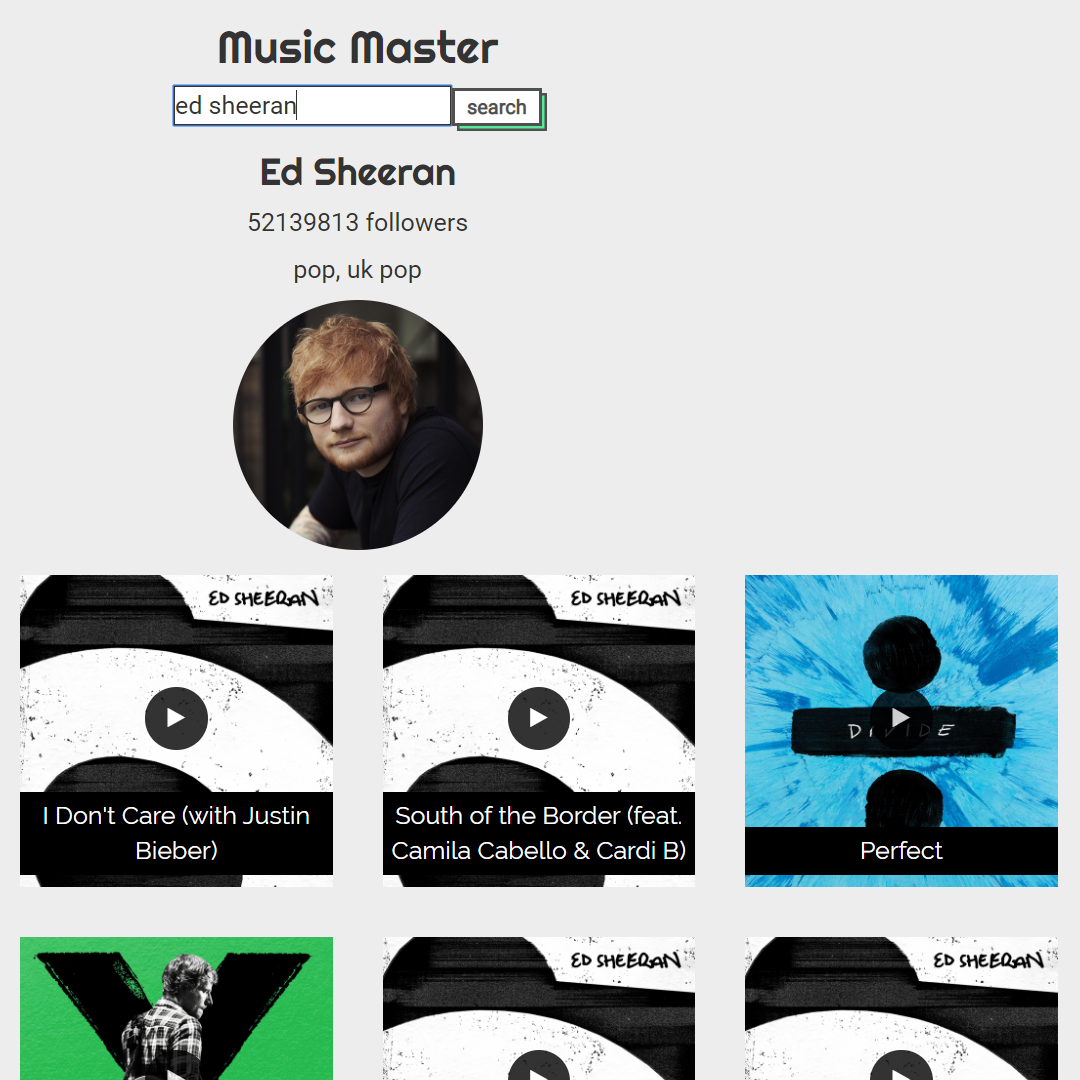 Music Master
ed sheeran
search
Ed Sheeran
52139813 followers
pop, uk pop
ED SHEERAN
ED SHEERAN
DIVIDE
I Don't Care (with Justin
Bieber)
South of the Border (feat.
Camila Cabello & Cardi B)
Perfect
ED SHEERAN
ED SHEERAN